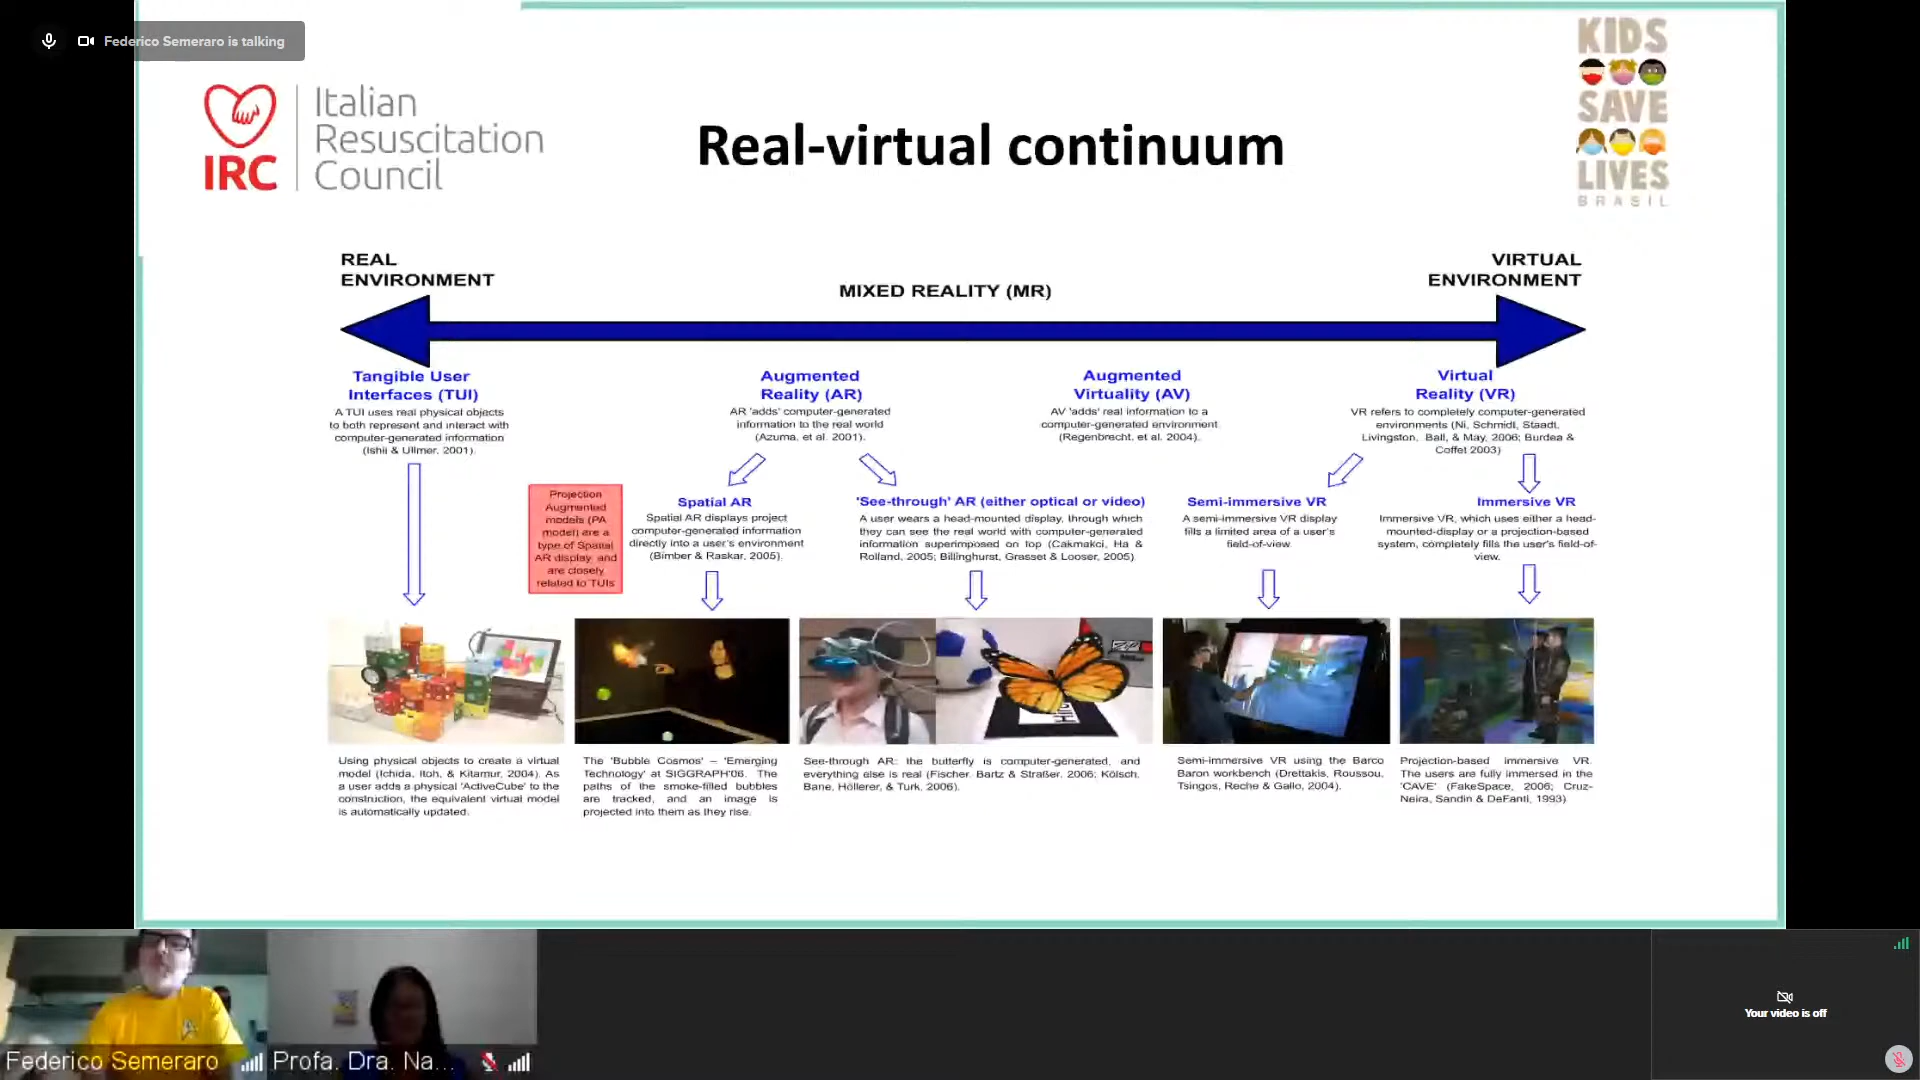 Federico Semeraro is talking
IRC
Italian
Resuscitation
Council
Real-virtual continuum
KIDS
SAVE
LIVES
BRASIL
REAL
ENVIRONMENT
MIXED REALITY (MR)
VIRTUAL
ENVIRONMENT
Tangible User
Interfaces (TUI)
A TUI uses real physical objects
to both represent and interact with
computer-generated information
(Ishii & Ullmer, 2001).
Augmented
Reality (AR)
AR 'adds' computer-generated
information to the real world
(Azuma, et al. 2001).
Augmented
Virtuality (AV)
AV 'adds' real information to a
computer-generated environment
(Regenbrecht, et al. 2004).
Virtual
Reality (VR)
VR refers to completely computer-generated
environments (Ni, Schmidt, Staadt,
Livingston, Ball, & May, 2006; Burdea &
Coffet 2003)
Projection
Augmented
models (PA
model) are a
type of Spatial
AR display, and
are closely
related to TUIs
Spatial AR
Spatial AR displays project
computer-generated information
directly into a user's environment
(Bimber & Raskar, 2005).
'See-through' AR (either optical or video)
A user wears a head-mounted display, through which
they can see the real world with computer-generated
information superimposed on top (Cakmakci, Ha &
Rolland, 2005; Billinghurst, Grasset & Looser, 2005).
Semi-immersive VR
A semi-immersive VR display
fills a limited area of a user's
field-of-view.
Immersive VR
Immersive VR, which uses either a head-
mounted-display or a projection-based
system, completely fills the user's field-of-
view.
Using physical objects to create a virtual
model (Ichida, Itoh, & Kitamur, 2004). As
a user adds a physical 'ActiveCube' to the
construction, the equivalent virtual model
is automatically updated.
The 'Bubble Cosmos' – 'Emerging
Technology' at SIGGRAPH'06. The
paths of the smoke-filled bubbles
are tracked, and an image is
projected into them as they rise.
See-through AR: the butterfly is computer-generated, and
everything else is real (Fischer, Bartz & Straßer, 2006; Kölsch,
Bane, Höllerer, & Turk, 2006).
Semi-immersive VR using the Barco
Baron workbench (Drettakis, Roussou,
Tsingos, Reche & Gallo, 2004).
Projection-based immersive VR.
The users are fully immersed in the
'CAVE' (FakeSpace, 2006; Cruz-
Neira, Sandin & DeFanti, 1993)
Federico Semeraro
Profa. Dra. Na...
Your video is off